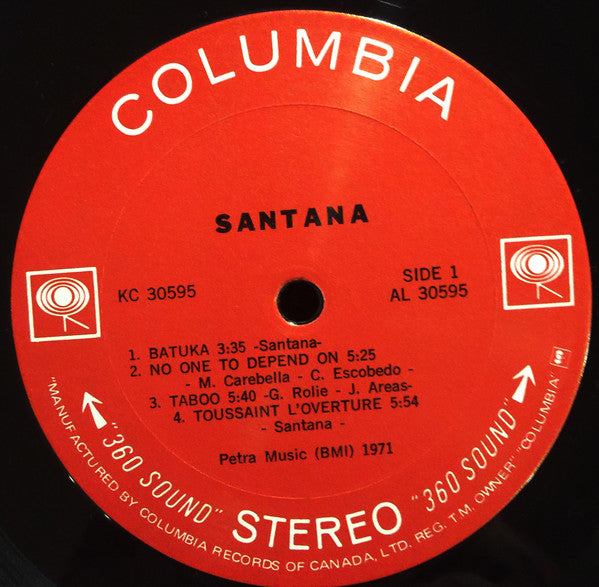 COLUMBIA
SANTANA
KC 30595
SIDE 1
AL 30595
1. BATUKA 3:35 -Santana-
2. NO ONE TO DEPEND ON 5:25
- M. Carebella - C. Escobedo -
3. TABOO 5:40 -G. Rolie - J. Areas-
4. TOUSSAINT L'OVERTURE 5:54
- Santana -
Petra Music (BMI) 1971
"360 SOUND" STEREO "360 SOUND"
"MANUFACTURED BY COLUMBIA RECORDS OF CANADA, LTD. REG. T.M. OWNER" "COLUMBIA"